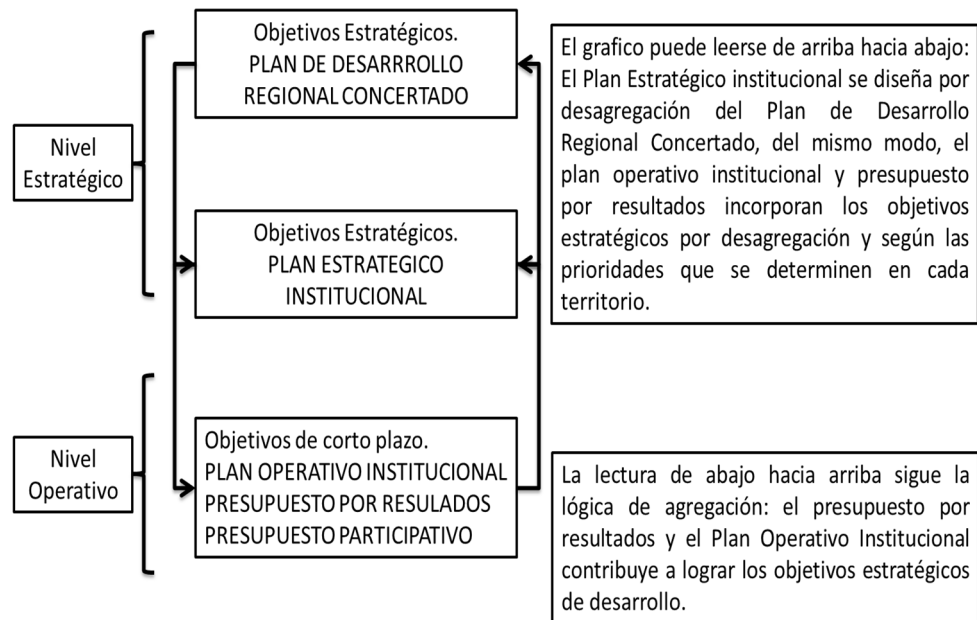 Nivel
Estratégico
Objetivos Estratégicos.
PLAN DE DESARRROLLO
REGIONAL CONCERTADO
Objetivos Estratégicos.
PLAN ESTRATEGICO
INSTITUCIONAL
El grafico puede leerse de arriba hacia abajo:
El Plan Estratégico institucional se diseña por
desagregación del Plan de Desarrollo
Regional Concertado, del mismo modo, el
plan operativo institucional y presupuesto
por resultados incorporan los objetivos
estratégicos por desagregación y según las
prioridades que se determinen en cada
territorio.
Nivel
Operativo
Objetivos de corto plazo.
PLAN OPERATIVO INSTITUCIONAL
PRESUPUESTO POR RESULADOS
PRESUPUESTO PARTICIPATIVO
La lectura de abajo hacia arriba sigue la
lógica de agregación: el presupuesto por
resultados y el Plan Operativo Institucional
contribuye a lograr los objetivos estratégicos
de desarrollo.